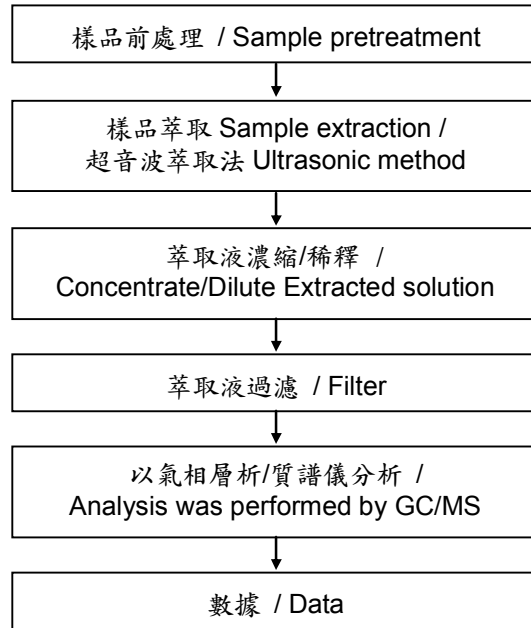 樣品前處理 / Sample pretreatment
樣品萃取 Sample extraction /
超音波萃取法 Ultrasonic method
萃取液濃縮/稀釋 /
Concentrate/Dilute Extracted solution
萃取液過濾 / Filter
以氣相層析/質譜儀分析 /
Analysis was performed by GC/MS
數據 / Data